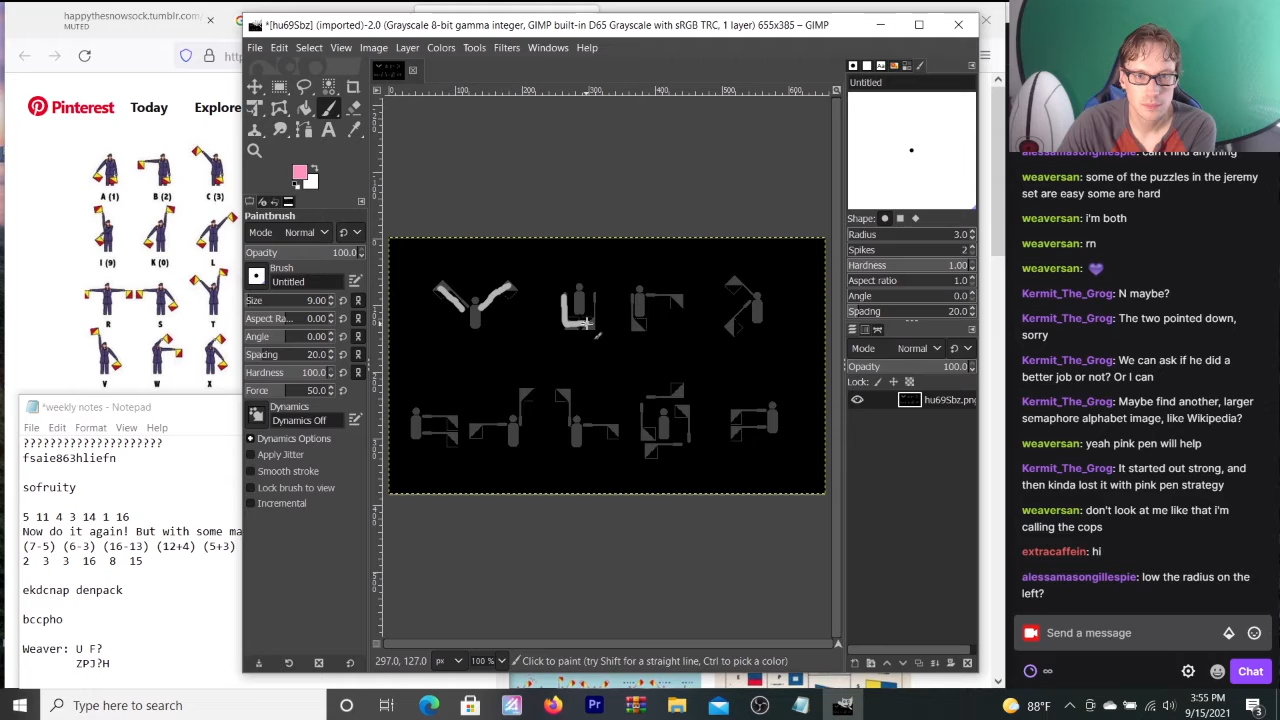 happythesnowsock.tumblr.com/
MUTED
*[hu69Sbz] (imported)-2.0 (Grayscale 8-bit gamma integer, GIMP built-in D65 Grayscale with sRGB TRC, 1 layer) 655x385 – GIMP
File Edit Select View Image Layer Colors Tools Filters Windows Help
Pinterest Today Explore
A (1) B (2) C (3)
I (9) K (0) L
R S T
V W X
Paintbrush
Mode Normal
Opacity 100.0
Brush
Untitled
Size 9.00
Aspect Ra... 0.00
Angle 0.00
Spacing 20.0
Hardness 100.0
Force 50.0
Dynamics
Dynamics Off
Dynamics Options
Apply Jitter
Smooth stroke
Lock brush to view
Incremental
0 100 200 300 400 500 600
297.0, 127.0 px 100 % Click to paint (try Shift for a straight line, Ctrl to pick a color)
Untitled
Shape:
Radius 3.0
Spikes 2
Hardness 1.00
Aspect ratio 1.0
Angle 0.0
Spacing 20.0
Mode Normal
Opacity 100.0
Lock:
hu69Sbz.png
*weekly notes - Notepad
File Edit Format View Help
?????????????????????
fsaie863hliefn
sofruity
5 11 4 3 14 1 16
Now do it again! But with some ma
(7-5) (6-3) (16-13) (12+4) (5+3)
2 3 3 16 8 15
ekdcnap denpack
bccpho
Weaver: U F?
ZPJ?H
alessamasongillespie: can't find anything
weaversan: some of the puzzles in the jeremy
set are easy some are hard
weaversan: i'm both
weaversan: rn
weaversan:
Kermit_The_Grog: N maybe?
Kermit_The_Grog: The two pointed down,
sorry
Kermit_The_Grog: We can ask if he did a
better job or not? Or I can
Kermit_The_Grog: Maybe find another, larger
semaphore alphabet image, like Wikipedia?
weaversan: yeah pink pen will help
Kermit_The_Grog: It started out strong, and
then kinda lost it with pink pen strategy
weaversan: don't look at me like that i'm
calling the cops
extracaffein: hi
alessamasongillespie: low the radius on the
left?
Send a message
Chat
Type here to search
88°F
3:55 PM
9/15/2021